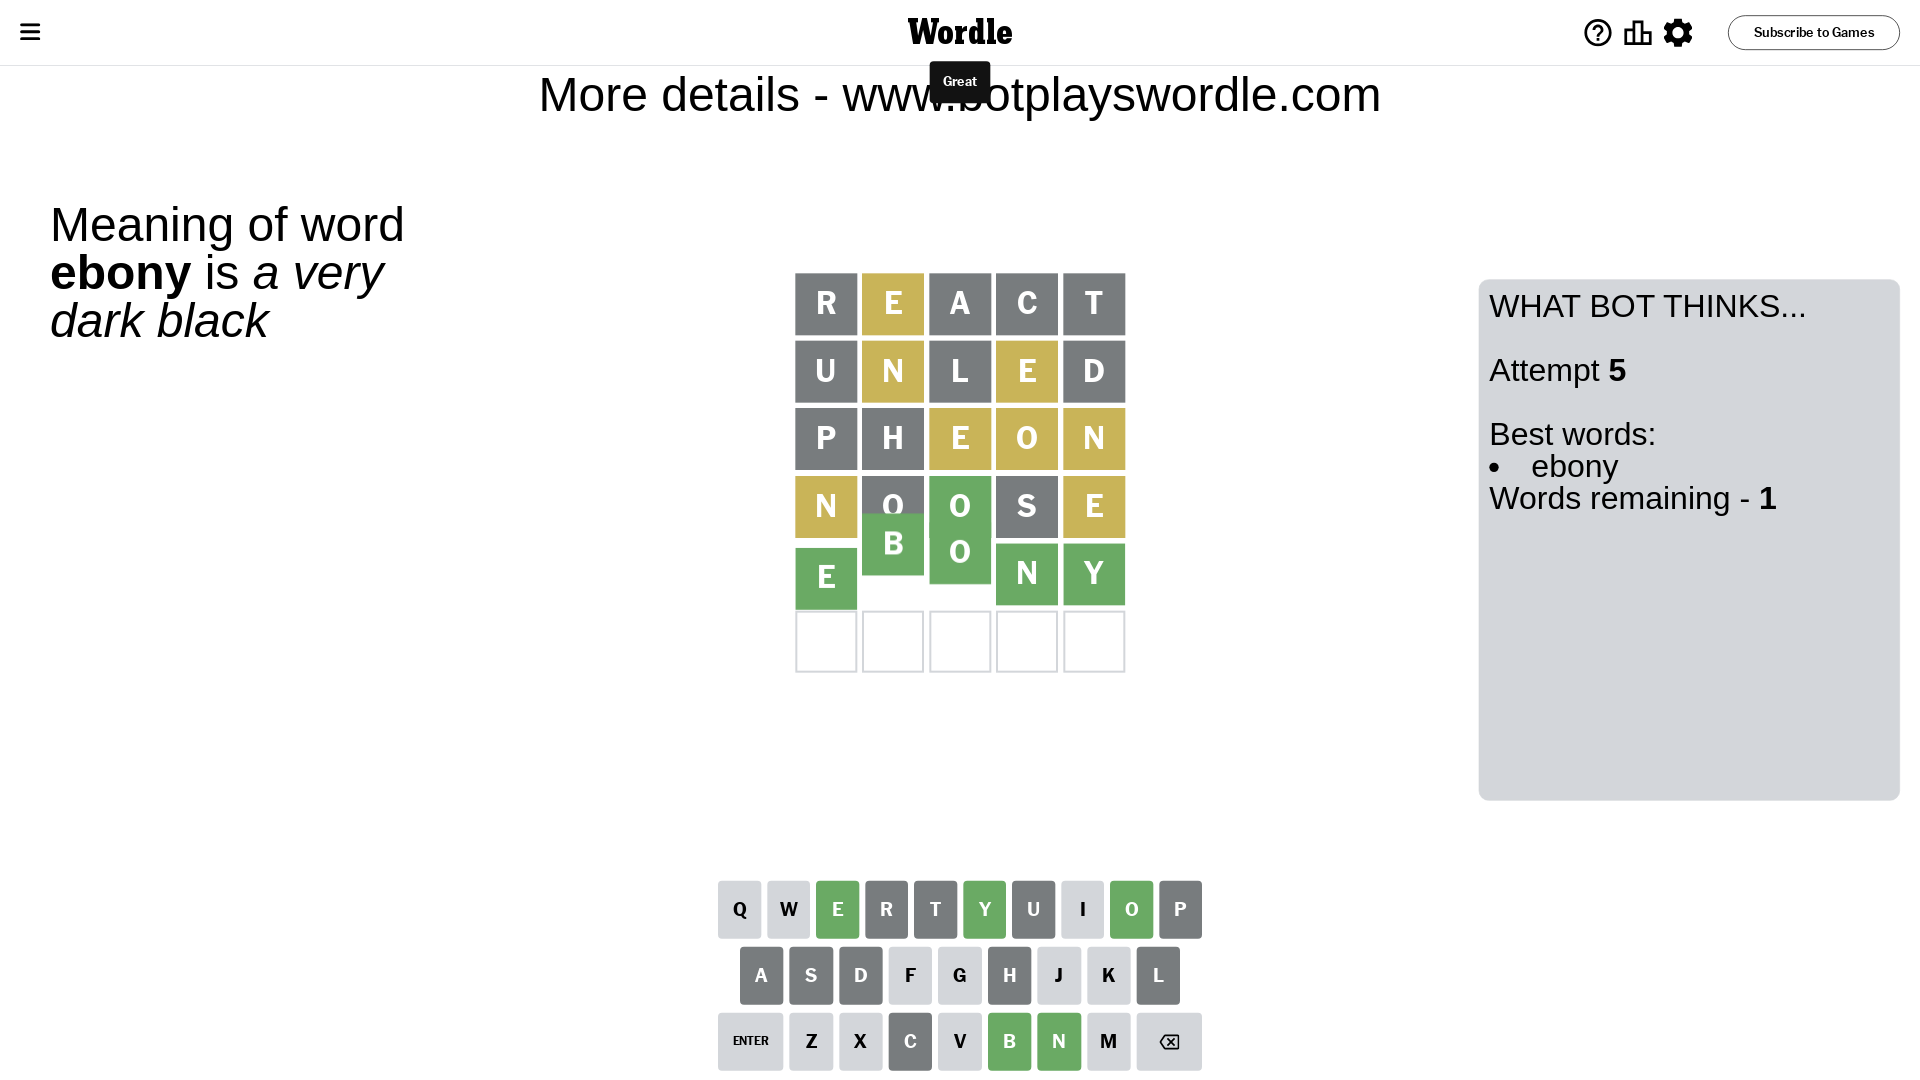 Wordle
Subscribe to Games
Great
More details - www.botplayswordle.com
Meaning of word
ebony is a very
dark black
R E A C T
U N L E D
P H E O N
N O O S E
E B O N Y
WHAT BOT THINKS...
Attempt 5
Best words:
• ebony
Words remaining - 1
Q W E R T Y U I O P
A S D F G H J K L
ENTER Z X C V B N M